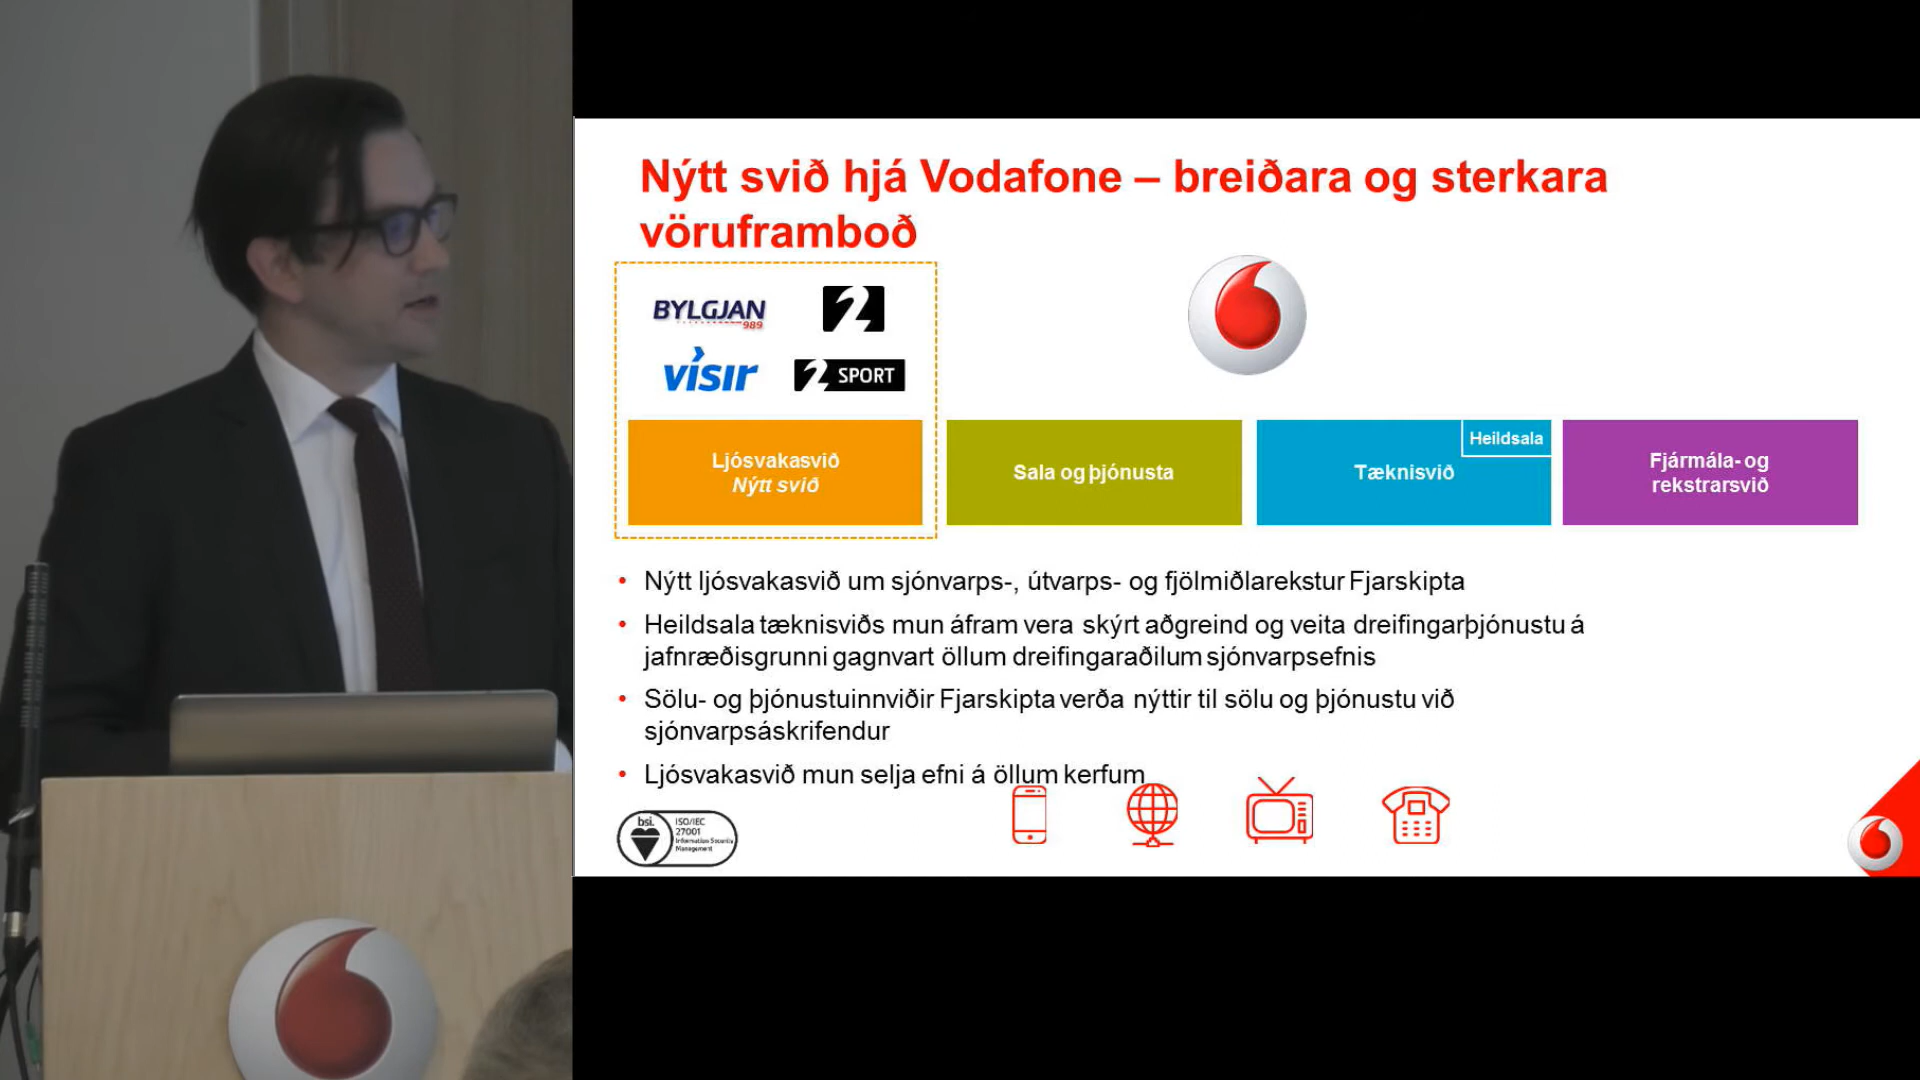 Nýtt svið hjá Vodafone – breiðara og sterkara
vöruframboð
BYLGJAN
989
2
vísir
2 SPORT
Ljósvakasvið
Nýtt svið
Sala og þjónusta
Heildsala
Tæknisvið
Fjármála- og
rekstrarsvið
• Nýtt ljósvakasvið um sjónvarps-, útvarps- og fjölmiðlarekstur Fjarskipta
• Heildsala tæknisviðs mun áfram vera skýrt aðgreind og veita dreifingarþjónustu á
jafnræðisgrunni gagnvart öllum dreifingaraðilum sjónvarpsefnis
• Sölu- og þjónustuinnviðir Fjarskipta verða nýttir til sölu og þjónustu við
sjónvarpsáskrifendur
• Ljósvakasvið mun selja efni á öllum kerfum
bsi.
ISO/IEC
27001
Information Security
Management